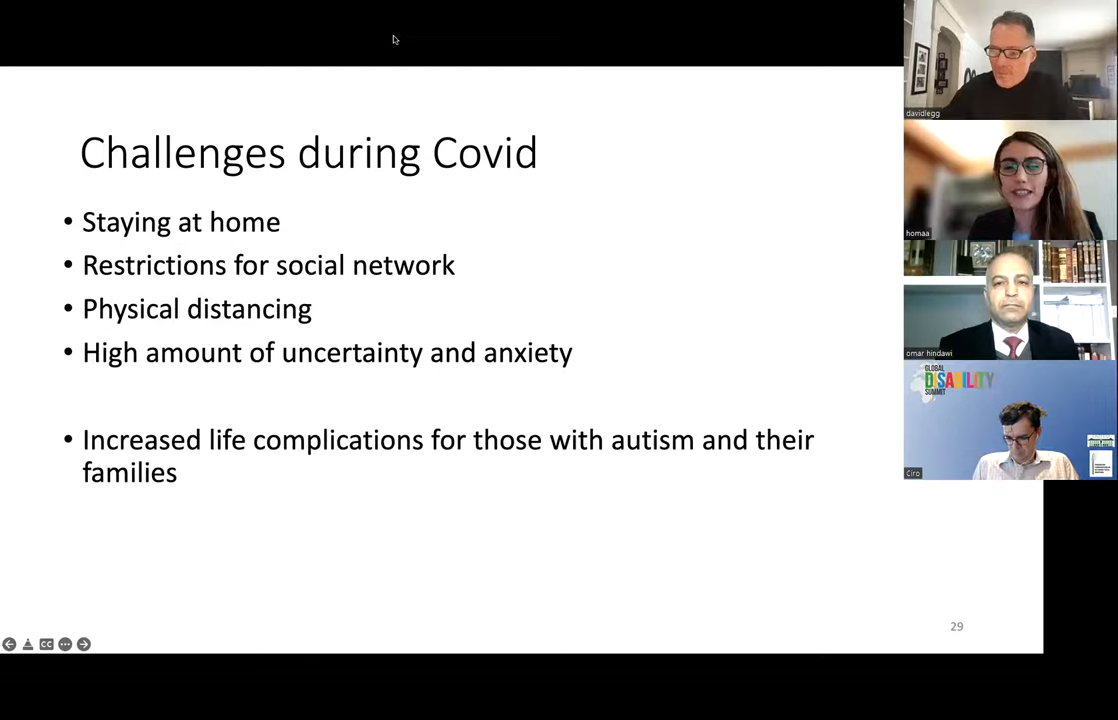 Challenges during Covid
• Staying at home
• Restrictions for social network
• Physical distancing
• High amount of uncertainty and anxiety
• Increased life complications for those with autism and their
families
29
CC
davidlegg
homaa
omar hindawi
GLOBAL
DISABILITY
SUMMIT
Ciro